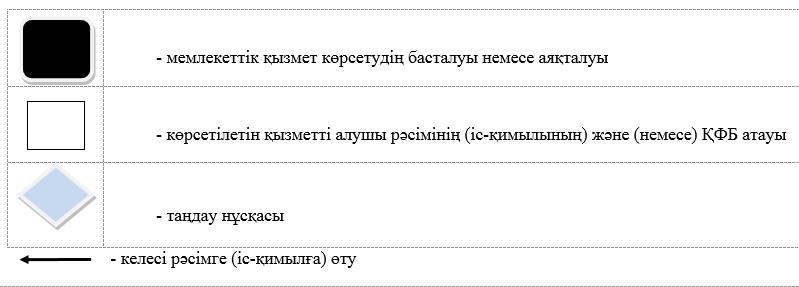 - мемлекеттік қызмет көрсетудің басталуы немесе аяқталуы
- көрсетілетін қызметті алушы рәсімінің (іс-қимылының) және (немесе) ҚФБ атауы
- таңдау нұсқасы
- келесі рәсімге (іс-қимылға) өту